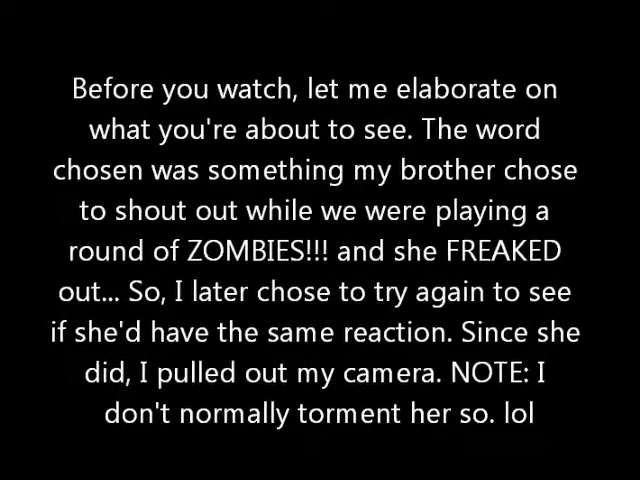 Before you watch, let me elaborate on
what you're about to see. The word
chosen was something my brother chose
to shout out while we were playing a
round of ZOMBIES!!! and she FREAKED
out... So, I later chose to try again to see
if she'd have the same reaction. Since she
did, I pulled out my camera. NOTE: I
don't normally torment her so. lol